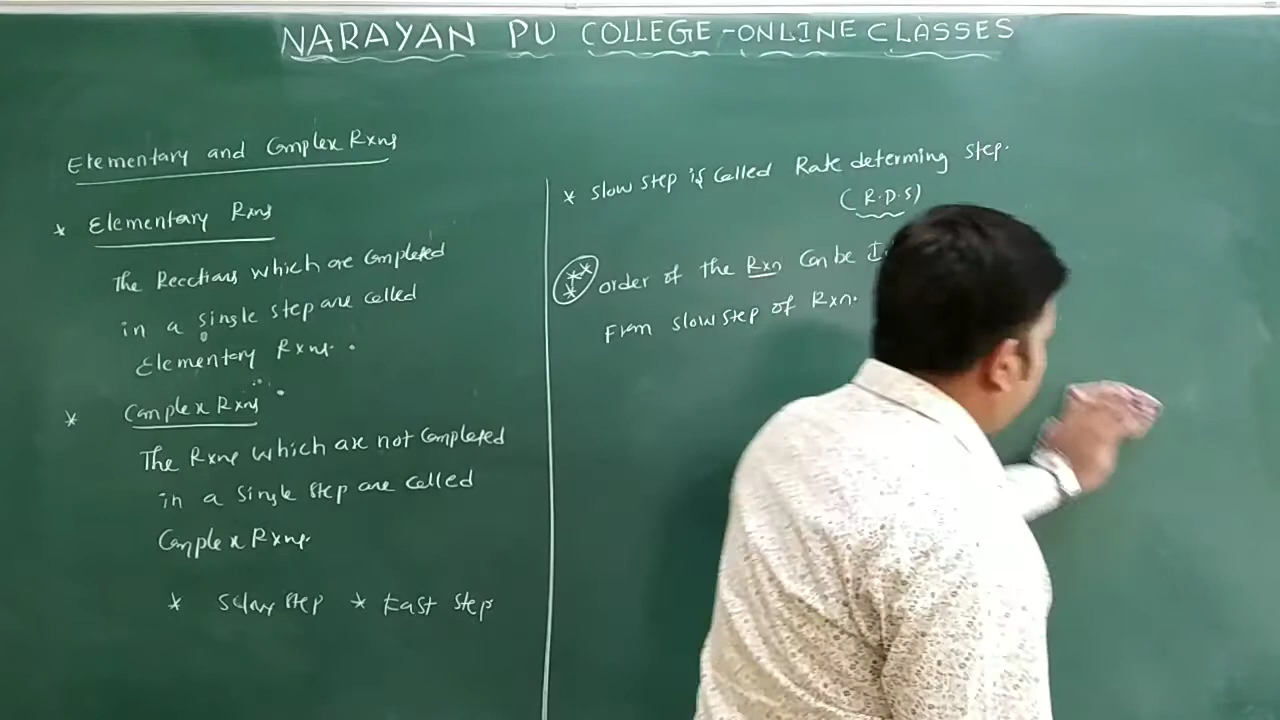 NARAYAN PU COLLEGE -ONLINE CLASSES
Elementary and Complex Rxns
* Elementary Rxns
The Reactions which are completed
in a single step are called
Elementary Rxns.
* Complex Rxns
The Rxns which are not completed
in a single step are called
Complex Rxns.
* Slow step * Fast step
* Slow step is called Rate determing step.
(R.D.S)
*** order of the Rxn can be
From slow step of Rxn.